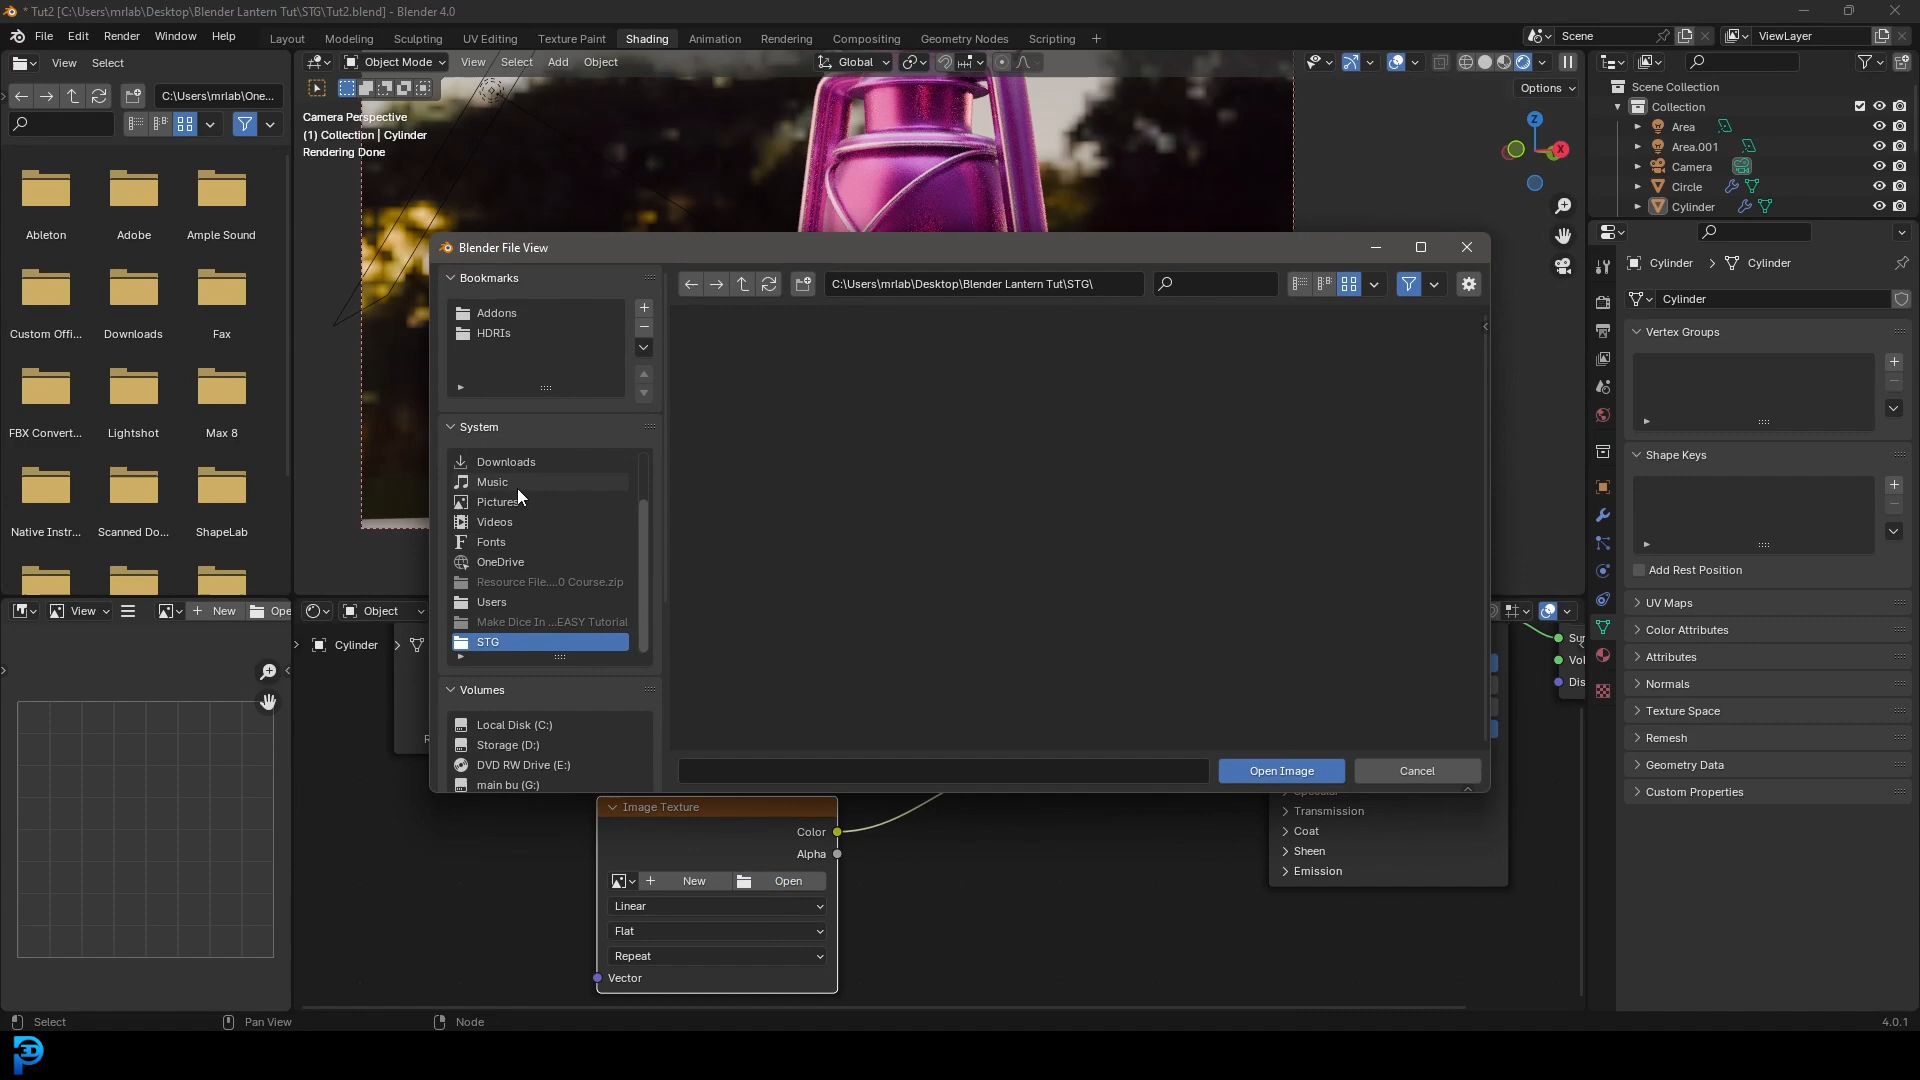 * Tut2 [C:\Users\mrlab\Desktop\Blender Lantern Tut\STG\Tut2.blend] - Blender 4.0
File Edit Render Window Help
Layout Modeling Sculpting UV Editing Texture Paint Shading Animation Rendering Compositing Geometry Nodes Scripting +
Scene
ViewLayer
View Select
Object Mode View Select Add Object
Global
C:\Users\mrlab\One...
Options
Camera Perspective
(1) Collection | Cylinder
Rendering Done
Z
X
Scene Collection
Collection
Area
Area.001
Camera
Circle
Cylinder
Ableton Adobe Ample Sound
Custom Offi... Downloads Fax
FBX Convert... Lightshot Max 8
Native Instr... Scanned Do... ShapeLab
Blender File View
Bookmarks
Addons
HDRIs
C:\Users\mrlab\Desktop\Blender Lantern Tut\STG\
System
Downloads
Music
Pictures
Videos
Fonts
OneDrive
Resource File....0 Course.zip
Users
Make Dice In ...EASY Tutorial
STG
Volumes
Local Disk (C:)
Storage (D:)
DVD RW Drive (E:)
main bu (G:)
Open Image Cancel
Cylinder Cylinder
Cylinder
Vertex Groups
Shape Keys
Add Rest Position
UV Maps
Color Attributes
Attributes
Normals
Texture Space
Remesh
Geometry Data
Custom Properties
View
New
Ope
Object
Cylinder
Vol
Dis
Image Texture
Color
Alpha
New Open
Linear
Flat
Repeat
Vector
Transmission
Coat
Sheen
Emission
Select
Pan View
Node
4.0.1